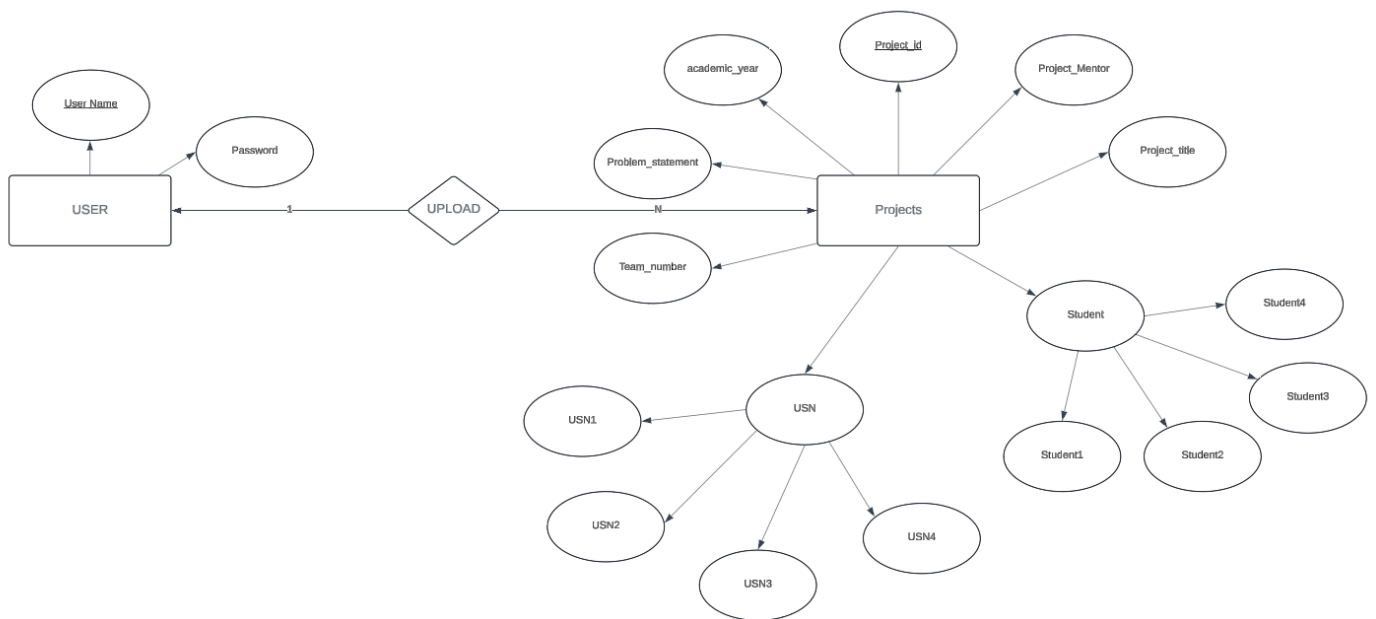 Project_id
academic_year
Project_Mentor
User Name
Password
Problem_statement
Project_title
USER
1
UPLOAD
N
Projects
Team_number
Student
Student4
Student3
USN
USN1
Student1
Student2
USN2
USN4
USN3